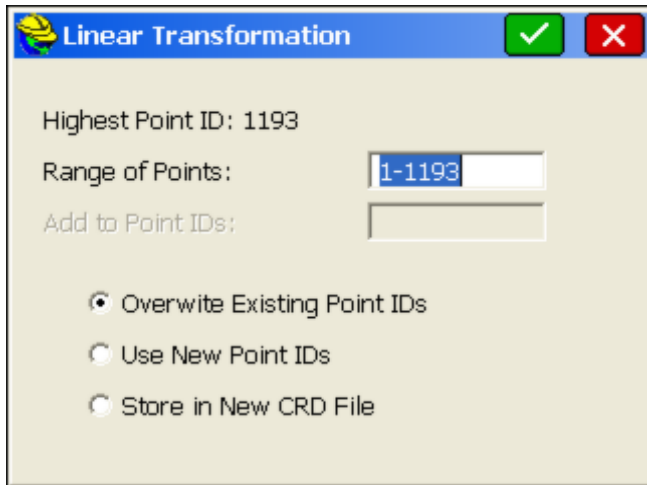 Linear Transformation
Highest Point ID: 1193
Range of Points: 1-1193
Add to Point IDs:
Overwite Existing Point IDs
Use New Point IDs
Store in New CRD File